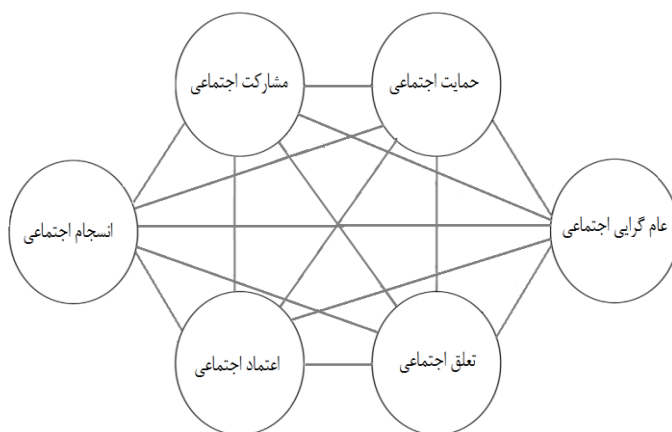 حمایت اجتماعی
مشارکت اجتماعی
عام گرایی اجتماعی
انسجام اجتماعی
تعلق اجتماعی
اعتماد اجتماعی